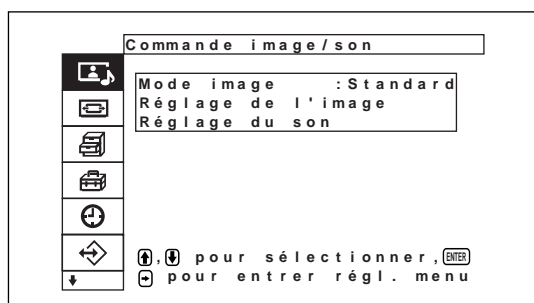 Commande image/son
Mode image :Standard
Réglage de l'image
Réglage du son
, pour sélectionner, ENTER
pour entrer régl. menu